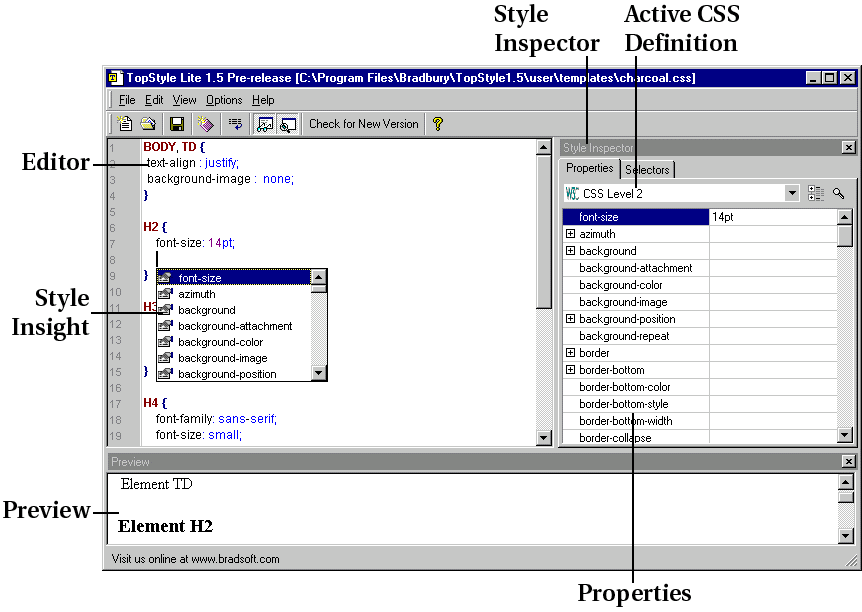 Style Inspector
Active CSS Definition
TopStyle Lite 1.5 Pre-release [C:\Program Files\Bradbury\TopStyle1.5\user\templates\charcoal.css]
File Edit View Options Help
Check for New Version
Editor
Style Insight
Preview
Properties
1 BODY, TD {
2 text-align : justify;
3 background-image : none;
4 }
5
6 H2 {
7 font-size: 14pt;
8
9 }
10
11 H3
12
13
14
15 }
16
17 H4 {
18 font-family: sans-serif;
19 font-size: small;
font-size
azimuth
background
background-attachment
background-color
background-image
background-position
Style Inspector
Properties Selectors
W3C CSS Level 2
font-size 14pt
azimuth
background
background-attachment
background-color
background-image
background-position
background-repeat
border
border-bottom
border-bottom-color
border-bottom-style
border-bottom-width
border-collapse
Preview
Element TD
Element H2
Visit us online at www.bradsoft.com